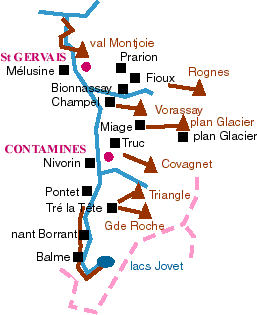 val Montjoie
St GERVAIS
Prarion
Mélusine
Fioux
Rognes
Bionnassay
Champel
Vorassay
Miage
plan Glacier
plan Glacier
Truc
CONTAMINES
Nivorin
Covagnet
Pontet
Triangle
Tré la Tête
Gde Roche
nant Borrant
Balme
lacs Jovet